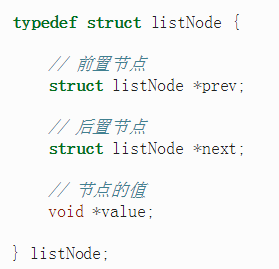 typedef struct listNode {
// 前置节点
struct listNode *prev;
// 后置节点
struct listNode *next;
// 节点的值
void *value;
} listNode;